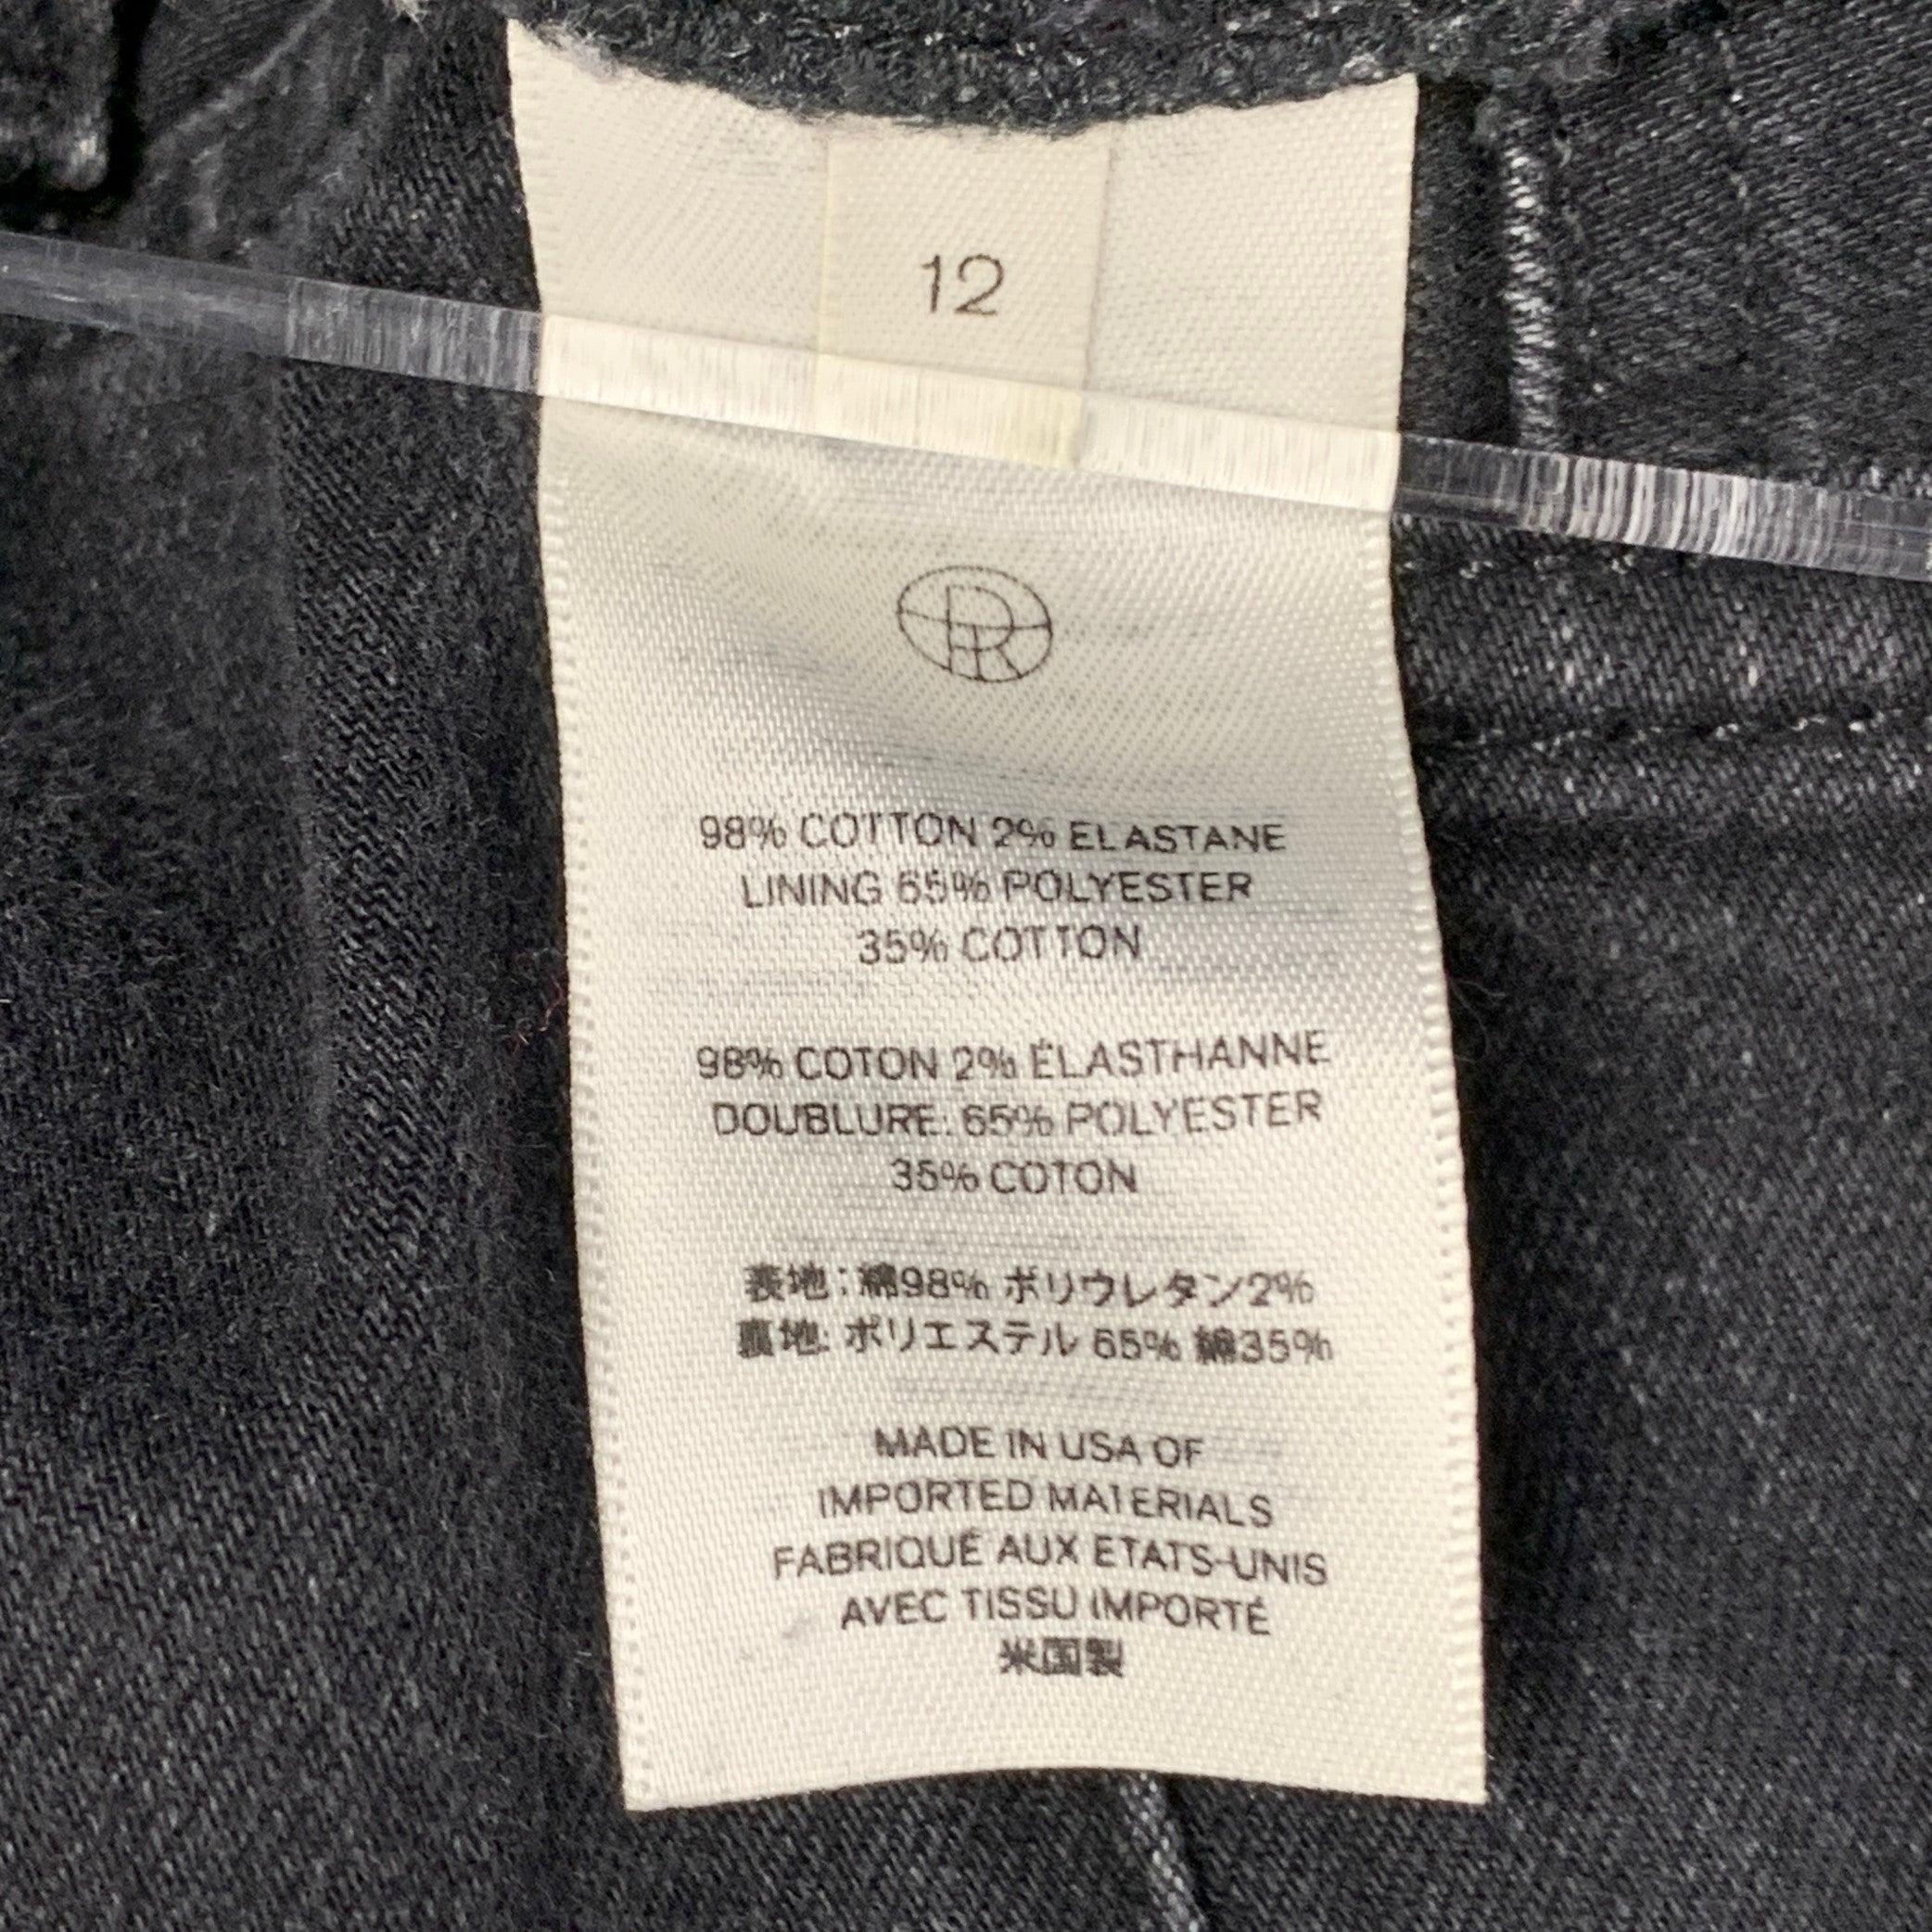 12
R
98% COTTON 2% ELASTANE
LINING 65% POLYESTER
35% COTTON
98% COTON 2% ÉLASTHANNE
DOUBLURE: 65% POLYESTER
35% COTON
表地:綿98% ポリウレタン2%
裏地: ポリエステル 65% 綿35%
MADE IN USA OF
IMPORTED MATERIALS
FABRIQUÉ AUX ETATS-UNIS
AVEC TISSU IMPORTÉ
米国製